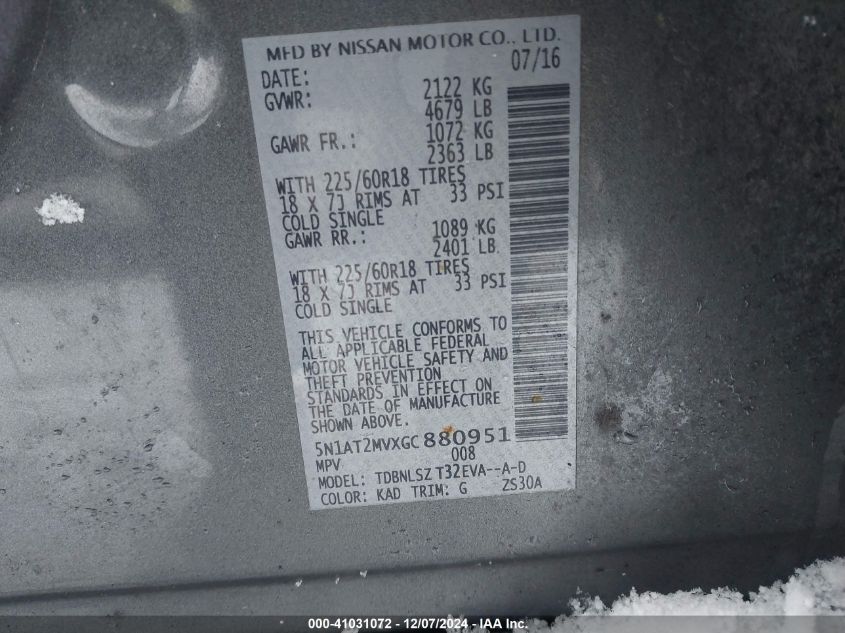 MFD BY NISSAN MOTOR CO., LTD.
DATE: 07/16
GVWR: 2122 KG
4679 LB
GAWR FR.: 1072 KG
2363 LB
WITH 225/60R18 TIRES
18 X 7J RIMS AT 33 PSI
COLD SINGLE
GAWR RR.: 1089 KG
2401 LB
WITH 225/60R18 TIRES
18 X 7J RIMS AT 33 PSI
COLD SINGLE
THIS VEHICLE CONFORMS TO
ALL APPLICABLE FEDERAL
MOTOR VEHICLE SAFETY AND
THEFT PREVENTION
STANDARDS IN EFFECT ON
THE DATE OF MANUFACTURE
SHOWN ABOVE.
5N1AT2MVXGC880951
MPV 008
MODEL: TDBNLSZ T32EVA--A-D
COLOR: KAD TRIM: G ZS30A
000-41031072 - 12/07/2024 - IAA Inc.